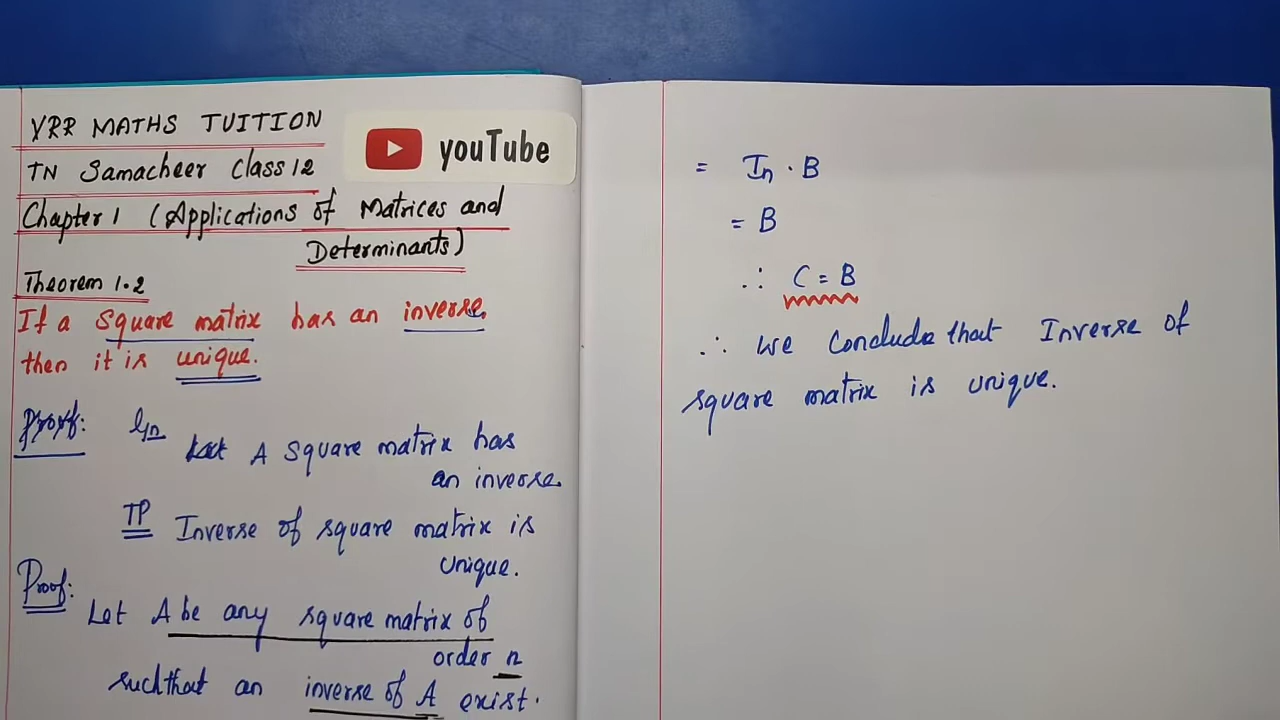 YRR MATHS TUITION
youTube
TN Samacheer Class 12
Chapter 1 (Applications of Matrices and
Determinants)
Theorem 1.2
If a square matrix has an inverse.
then it is unique.
Proof:
Gn
A square matrix has
an inverse.
TP Inverse of square matrix is
unique.
Proof:
Let A be any square matrix of
order n
such that an inverse of A exist.
= In . B
= B
∴ C = B
∴ We Conclude that Inverse of
square matrix is unique.